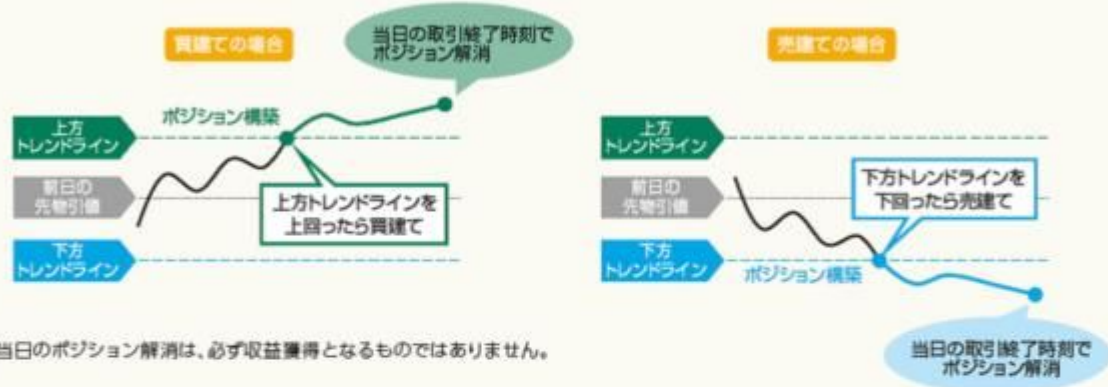 買建ての場合
当日の取引終了時刻で
ポジション解消
ポジション構築
上方
トレンドライン
前日の
先物引値
下方
トレンドライン
上方トレンドラインを
上回ったら買建て
売建ての場合
上方
トレンドライン
前日の
先物引値
下方
トレンドライン
下方トレンドラインを
下回ったら売建て
ポジション構築
当日の取引終了時刻で
ポジション解消
当日のポジション解消は、必ず収益獲得となるものではありません。